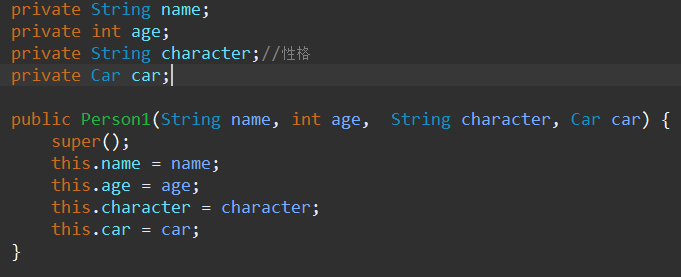 private String name;
private int age;
private String character;//性格
private Car car;
public Person1(String name, int age,  String character, Car car) {
super();
this.name = name;
this.age = age;
this.character = character;
this.car = car;
}